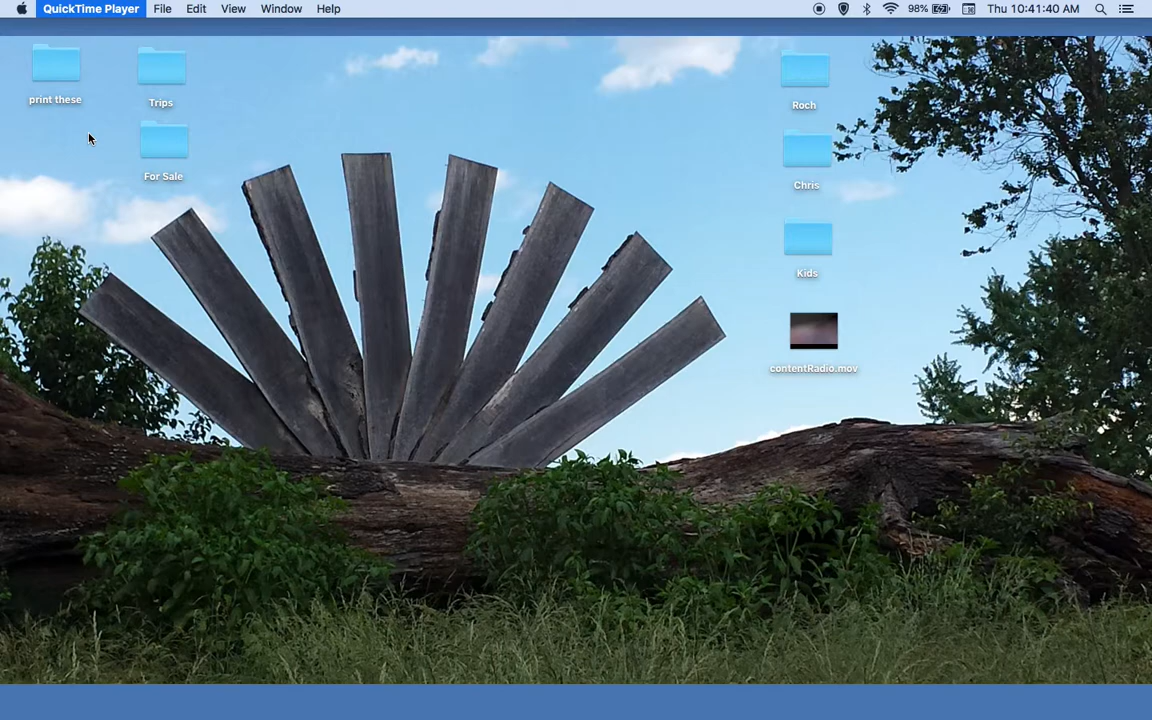 QuickTime Player File Edit View Window Help 98% Thu 10:41:40 AM
print these
Trips
For Sale
Roch
Chris
Kids
contentRadio.mov